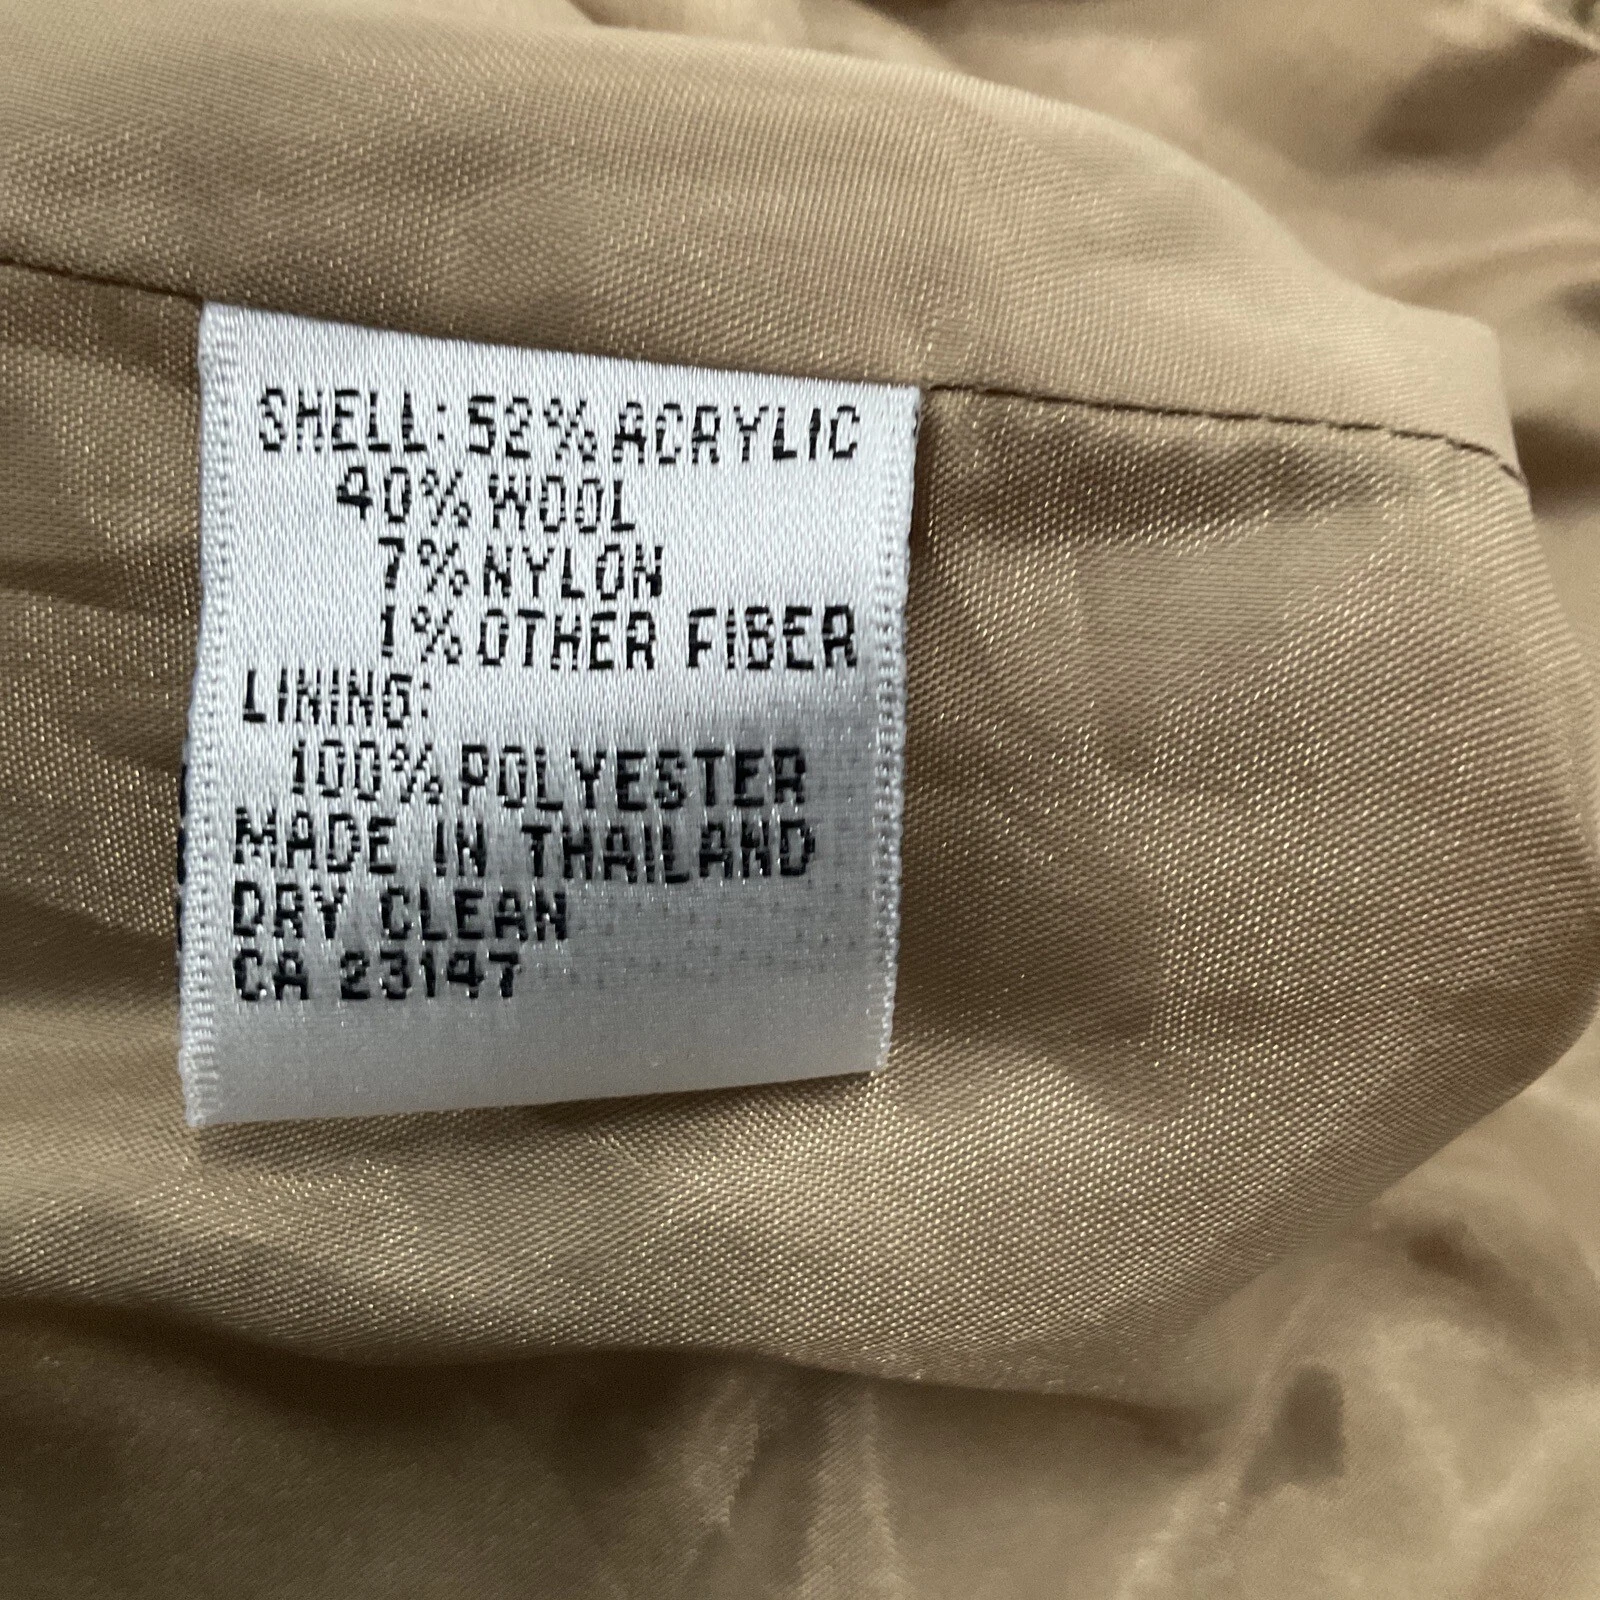 SHELL: 52% ACRYLIC
40% WOOL
7% NYLON
1% OTHER FIBER
LINING:
100% POLYESTER
MADE IN THAILAND
DRY CLEAN
CA 23147